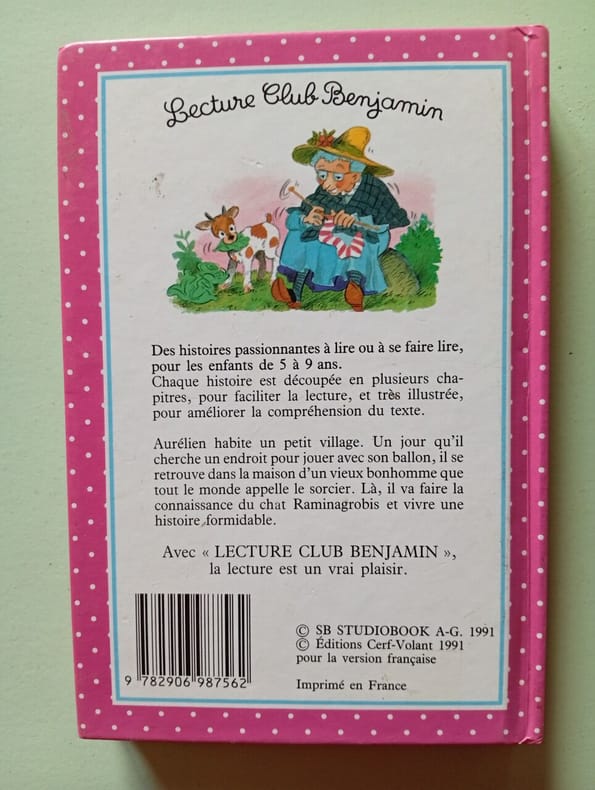 Lecture Club Benjamin
Des histoires passionnantes à lire ou à se faire lire,
pour les enfants de 5 à 9 ans.
Chaque histoire est découpée en plusieurs cha-
pitres, pour faciliter la lecture, et très illustrée,
pour améliorer la compréhension du texte.
Aurélien habite un petit village. Un jour qu'il
cherche un endroit pour jouer avec son ballon, il se
retrouve dans la maison d'un vieux bonhomme que
tout le monde appelle le sorcier. Là, il va faire la
connaissance du chat Raminagrobis et vivre une
histoire formidable.
Avec « LECTURE CLUB BENJAMIN »,
la lecture est un vrai plaisir.
9 782906 987562
© SB STUDIOBOOK A-G. 1991
© Éditions Cerf-Volant 1991
pour la version française
Imprimé en France